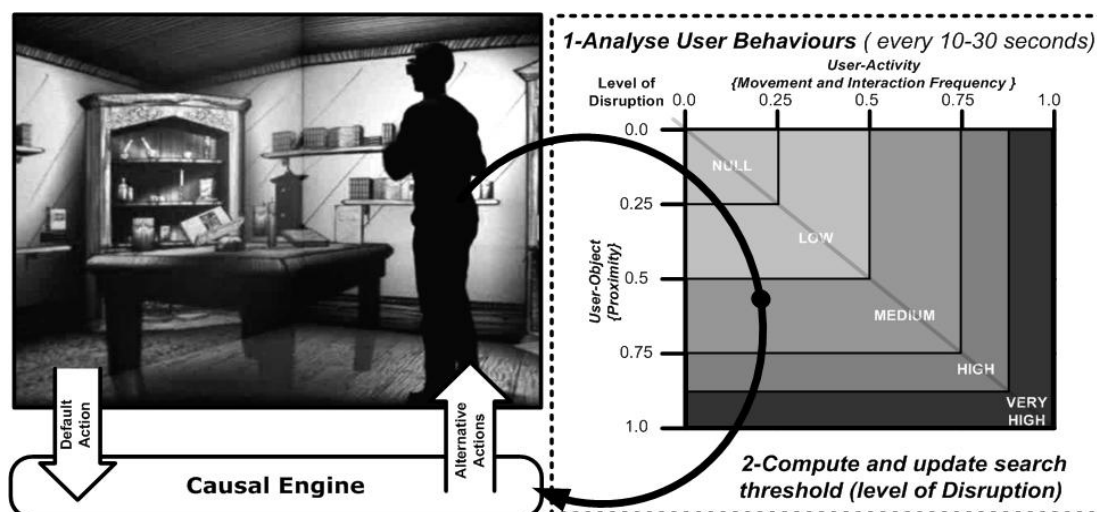 1-Analyse User Behaviours ( every 10-30 seconds)
User-Activity
{Movement and Interaction Frequency }
Level of
Disruption
0.0 0.25 0.5 0.75 1.0
0.0
NULL
0.25
LOW
0.5
User-Object
{Proximity}
MEDIUM
0.75
HIGH
VERY
HIGH
1.0
Default
Action
Alternative
Actions
Causal Engine
2-Compute and update search
threshold (level of Disruption)